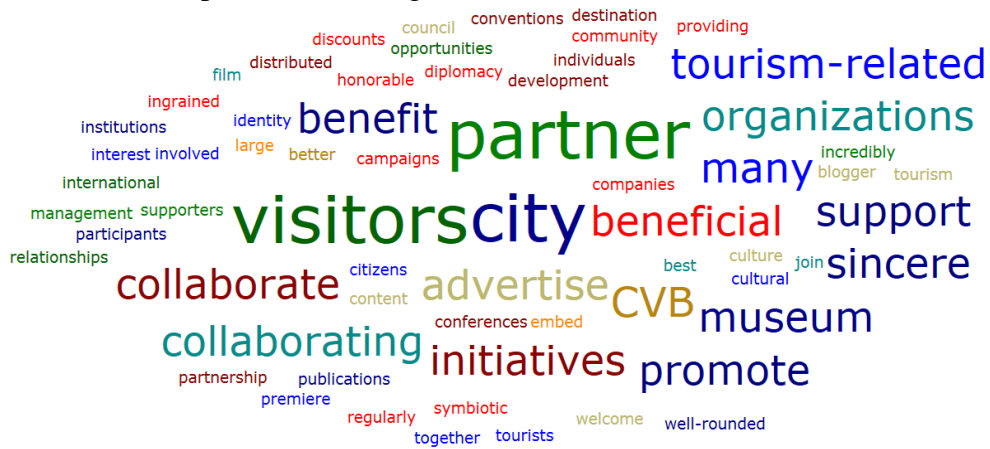 conventions destination
council community providing
discounts opportunities
distributed individuals tourism-related
film honorable diplomacy development
ingrained benefit partner organizations
institutions identity
interest involved large better campaigns many incredibly
international companies blogger tourism
management supporters visitors city beneficial support
participants
relationships citizens best culture join sincere
collaborate content advertise CVB cultural
conferences embed museum
collaborating initiatives promote
partnership publications
premiere
regularly symbiotic welcome well-rounded
together tourists